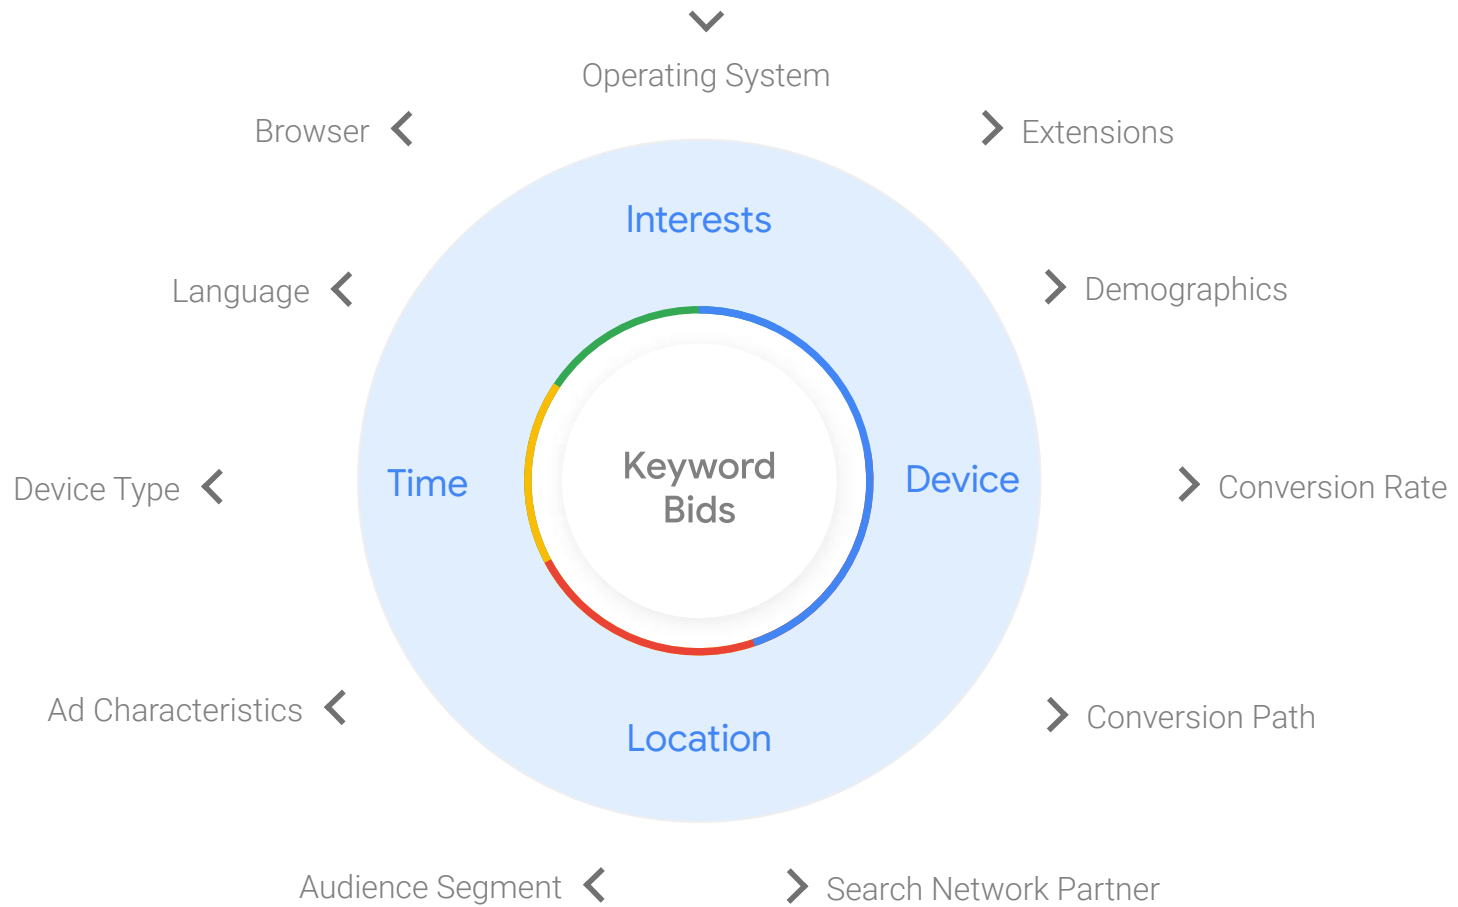 Operating System
Browser
Extensions
Interests
Language
Demographics
Keyword
Bids
Time
Device
Device Type
Conversion Rate
Ad Characteristics
Conversion Path
Location
Audience Segment
Search Network Partner